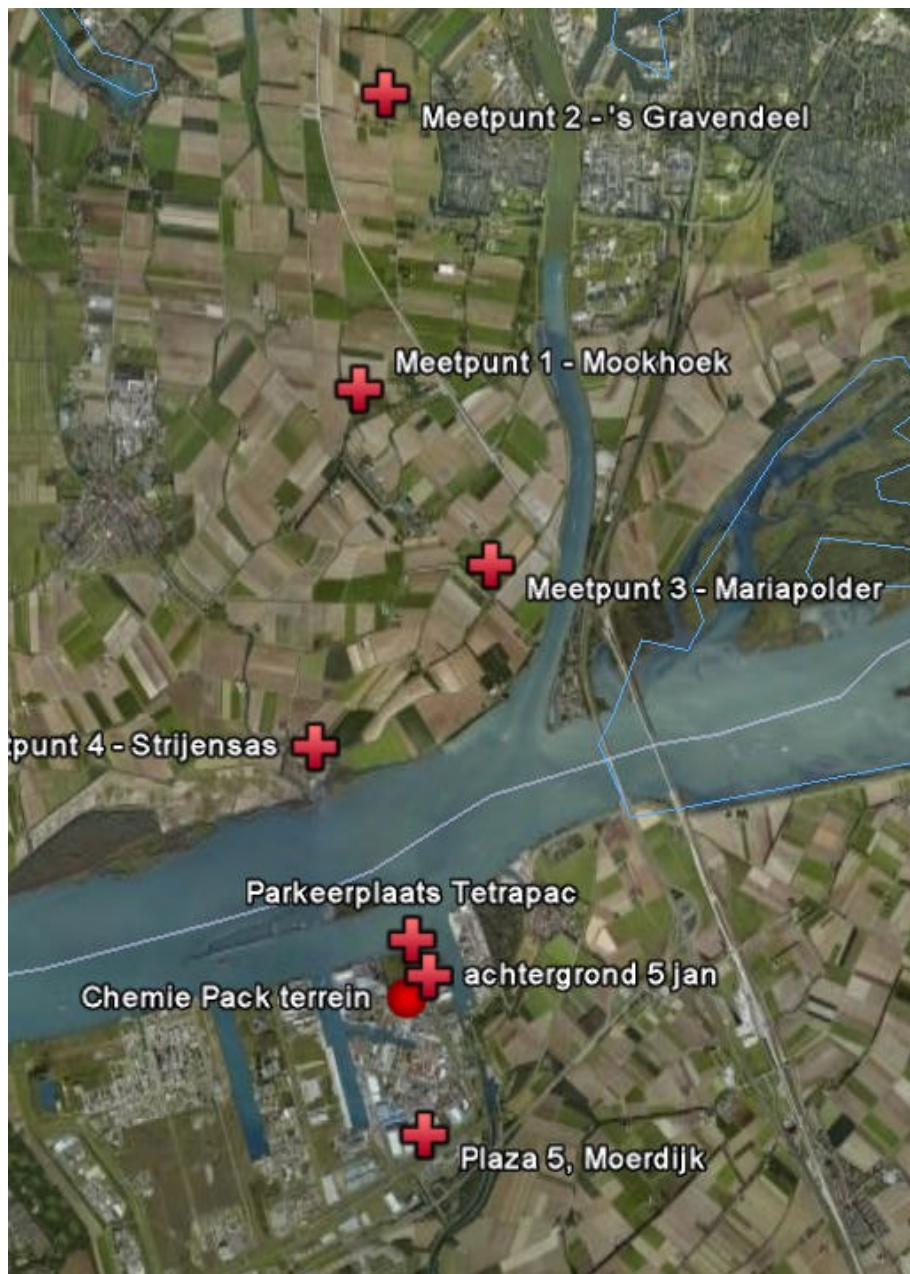 Meetpunt 2 - 's Gravendeel
Meetpunt 1 - Mookhoek
Meetpunt 3 - Mariapolder
tpunt 4 - Strijensas
Parkeerplaats Tetrapac
achtergrond 5 jan
Chemie Pack terrein
Plaza 5, Moerdijk